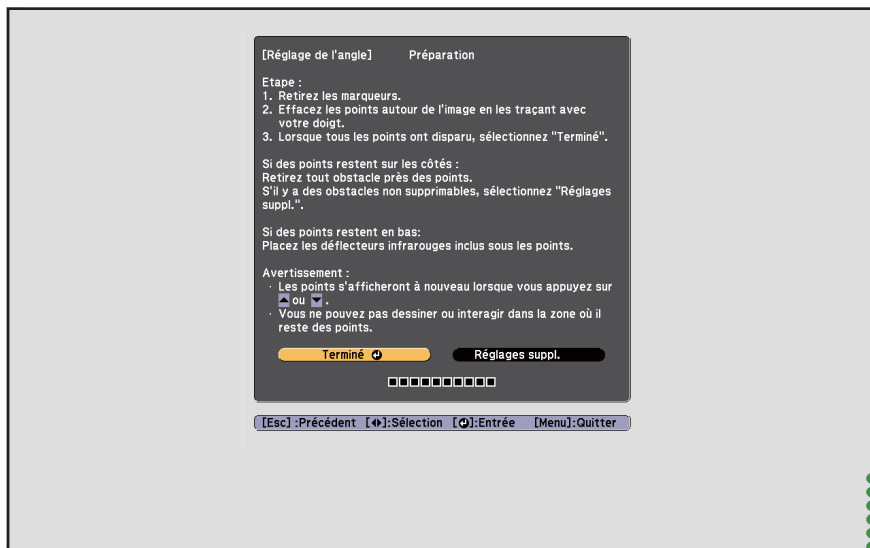 [Réglage de l'angle] Préparation
Etape :
1. Retirez les marqueurs.
2. Effacez les points autour de l'image en les traçant avec
votre doigt.
3. Lorsque tous les points ont disparu, sélectionnez "Terminé".
Si des points restent sur les côtés :
Retirez tout obstacle près des points.
S'il y a des obstacles non supprimables, sélectionnez "Réglages
suppl.".
Si des points restent en bas:
Placez les déflecteurs infrarouges inclus sous les points.
Avertissement :
· Les points s'afficheront à nouveau lorsque vous appuyez sur
ou .
· Vous ne pouvez pas dessiner ou interagir dans la zone où il
reste des points.
Terminé Réglages suppl.
[Esc] :Précédent []:Sélection []:Entrée [Menu]:Quitter